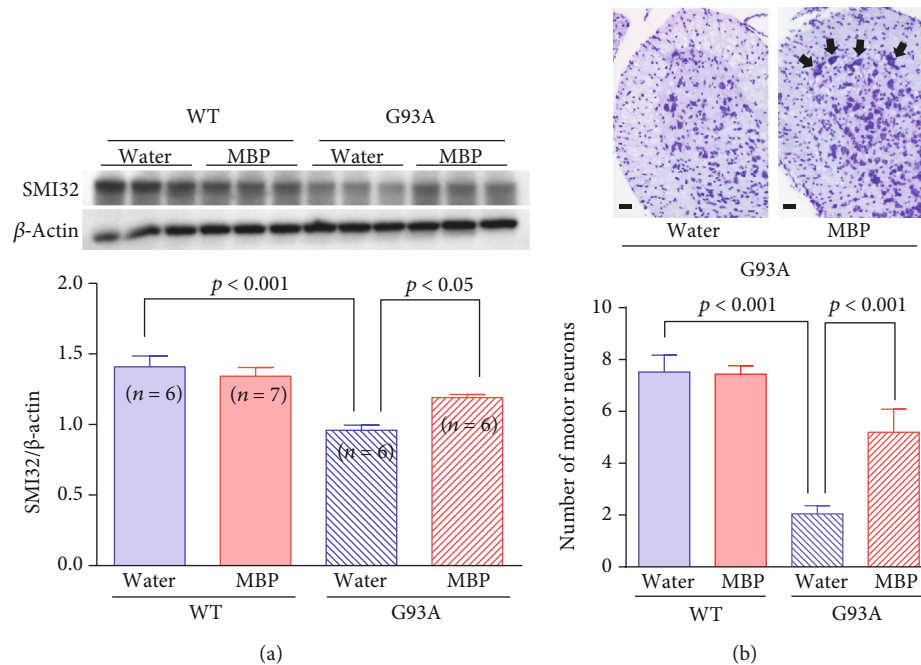 WT G93A
Water MBP Water MBP
SMI32
β-Actin
2.0
1.5
1.0
0.5
0.0
SMI32/β-actin
p < 0.001
p < 0.05
(n = 6)
(n = 7)
(n = 6)
(n = 6)
Water MBP Water MBP
WT G93A
(a)
Water MBP
G93A
10
8
6
4
2
0
Number of motor neurons
p < 0.001
p < 0.001
Water MBP Water MBP
WT G93A
(b)